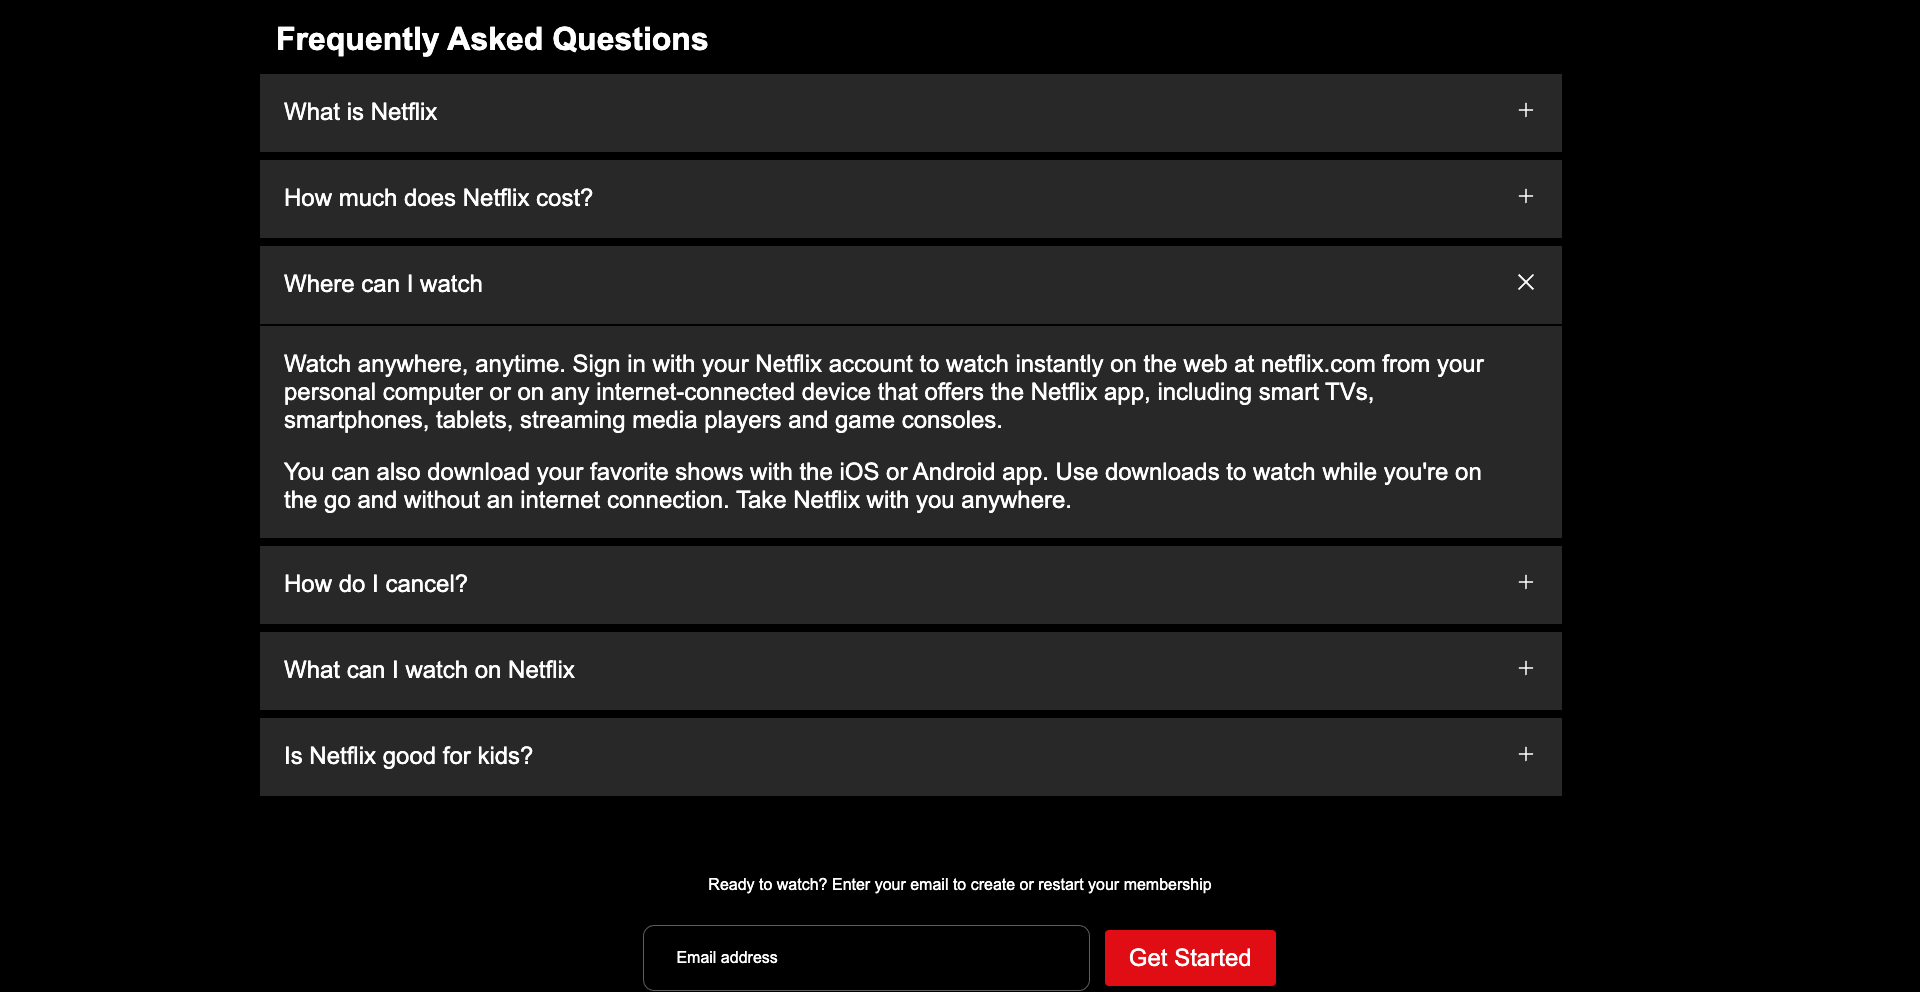 Frequently Asked Questions
What is Netflix
How much does Netflix cost?
Where can I watch
Watch anywhere, anytime. Sign in with your Netflix account to watch instantly on the web at netflix.com from your
personal computer or on any internet-connected device that offers the Netflix app, including smart TVs,
smartphones, tablets, streaming media players and game consoles.
You can also download your favorite shows with the iOS or Android app. Use downloads to watch while you're on
the go and without an internet connection. Take Netflix with you anywhere.
How do I cancel?
What can I watch on Netflix
Is Netflix good for kids?
Ready to watch? Enter your email to create or restart your membership
Email address
Get Started